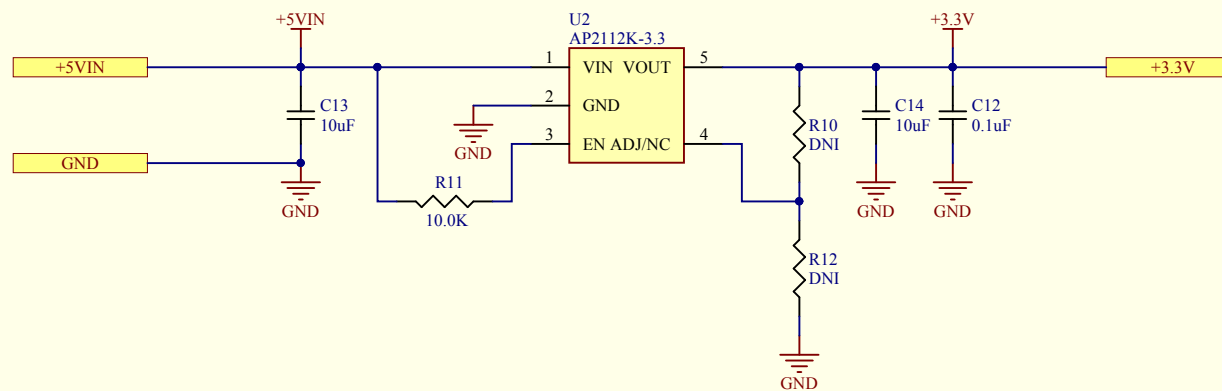 +5VIN
U2
AP2112K-3.3
+3.3V
+5VIN
1
VIN
VOUT
5
+3.3V
C13
10uF
2
GND
GND
R10
DNI
C14
10uF
C12
0.1uF
3
EN
ADJ/NC
4
GND
GND
R11
10.0K
GND
GND
GND
R12
DNI
GND